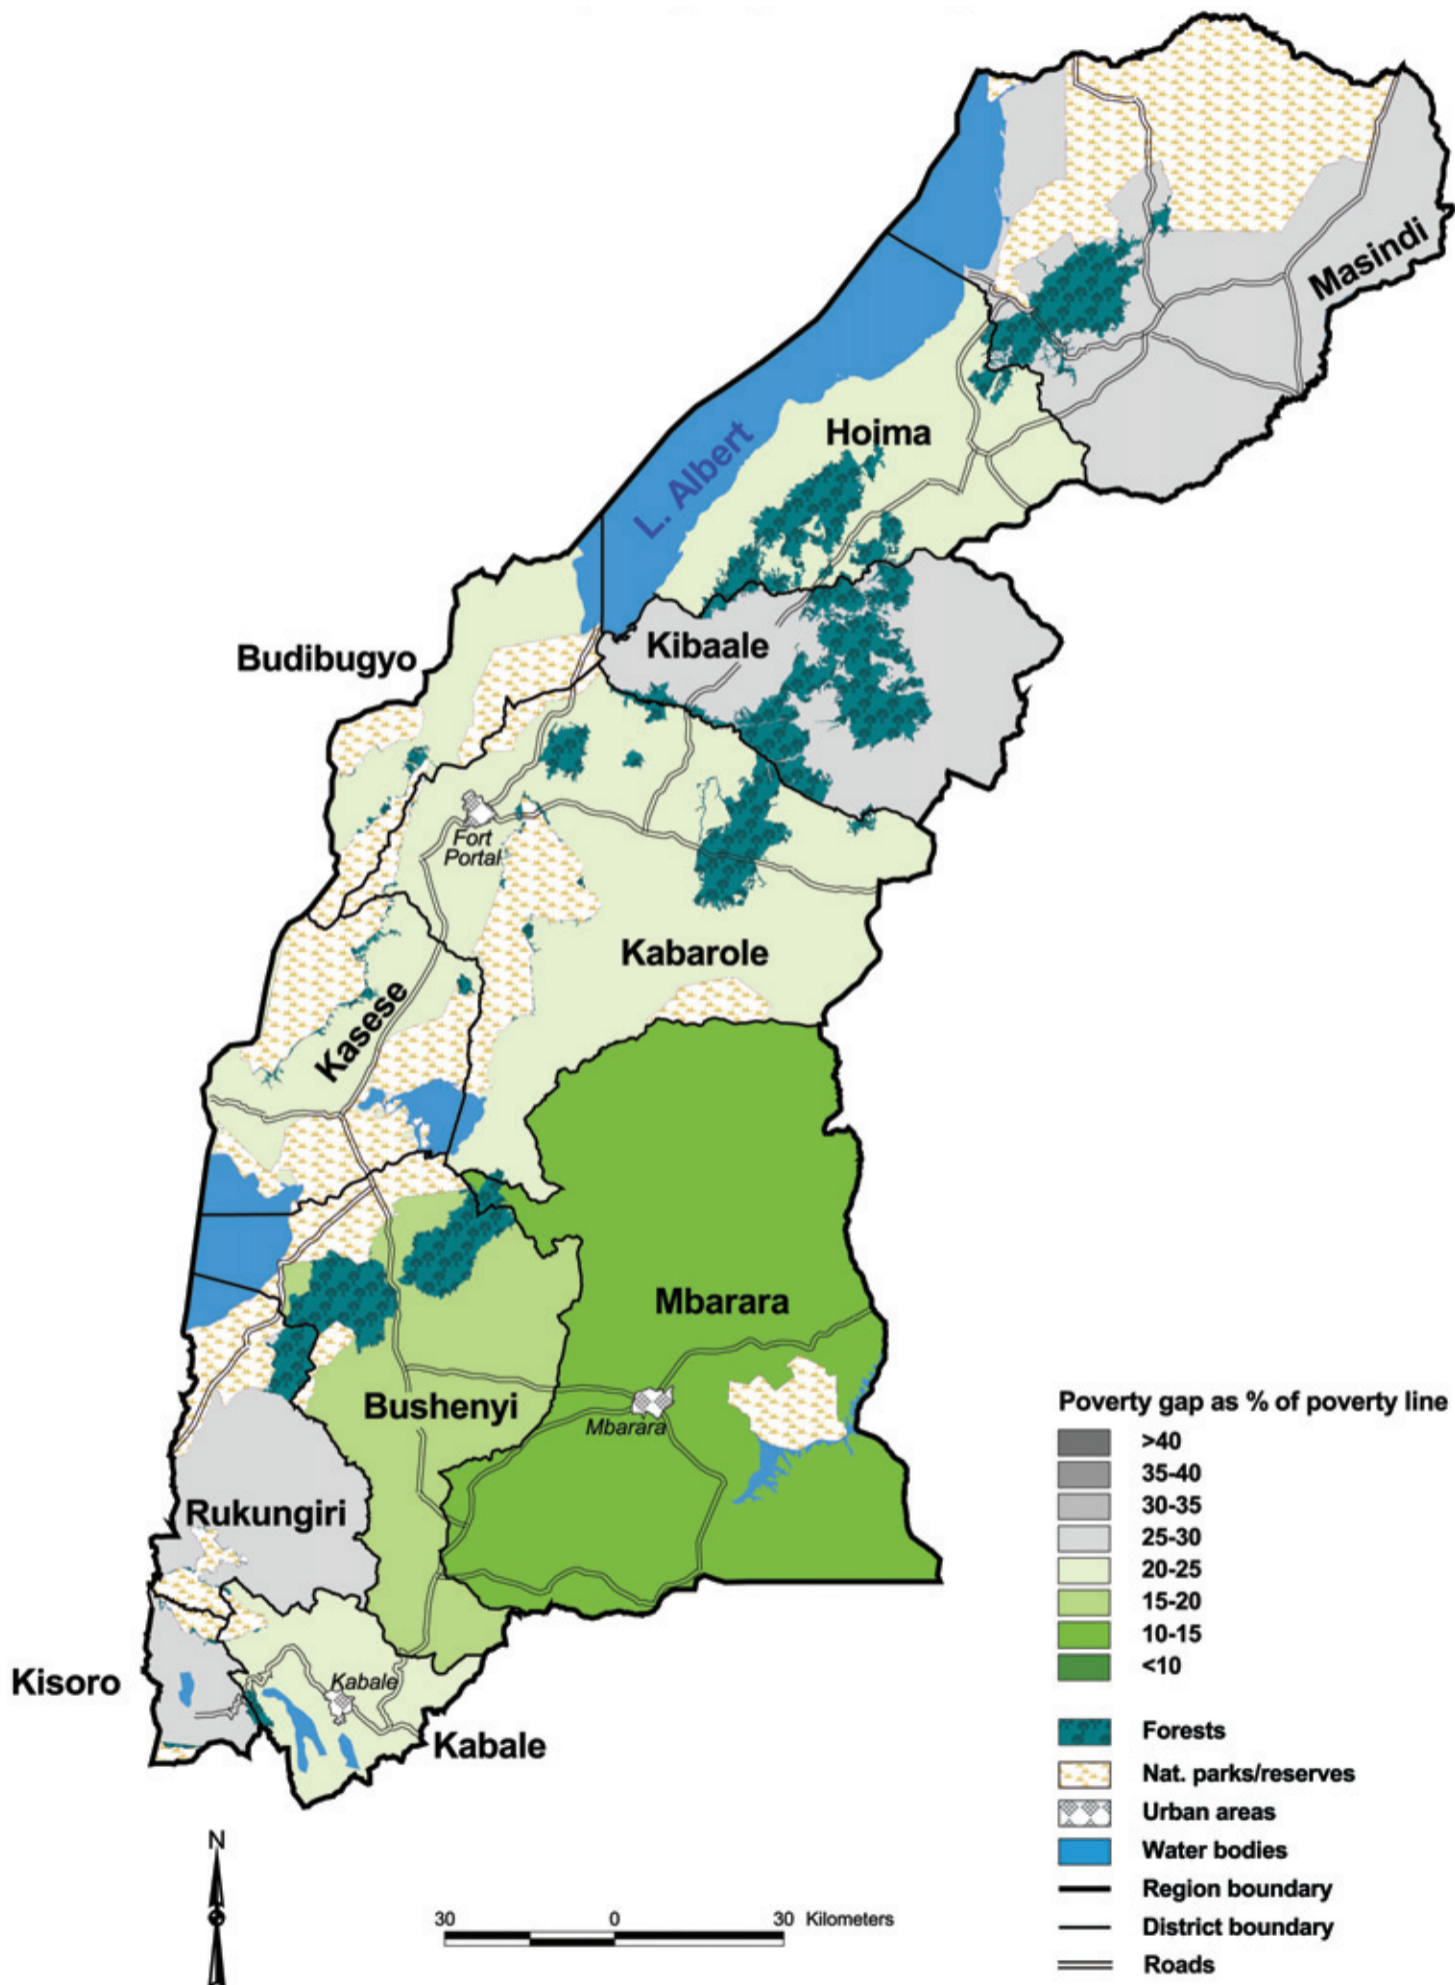 Masindi
Hoima
L. Albert
Kibaale
Budibugyo
Fort
Portal
Kabarole
Kasese
Mbarara
Bushenyi
Mbarara
Rukungiri
Kisoro
Kabale
Kabale
Poverty gap as % of poverty line
>40
35-40
30-35
25-30
20-25
15-20
10-15
<10
Forests
Nat. parks/reserves
Urban areas
Water bodies
Region boundary
District boundary
Roads
N
30 0 30 Kilometers